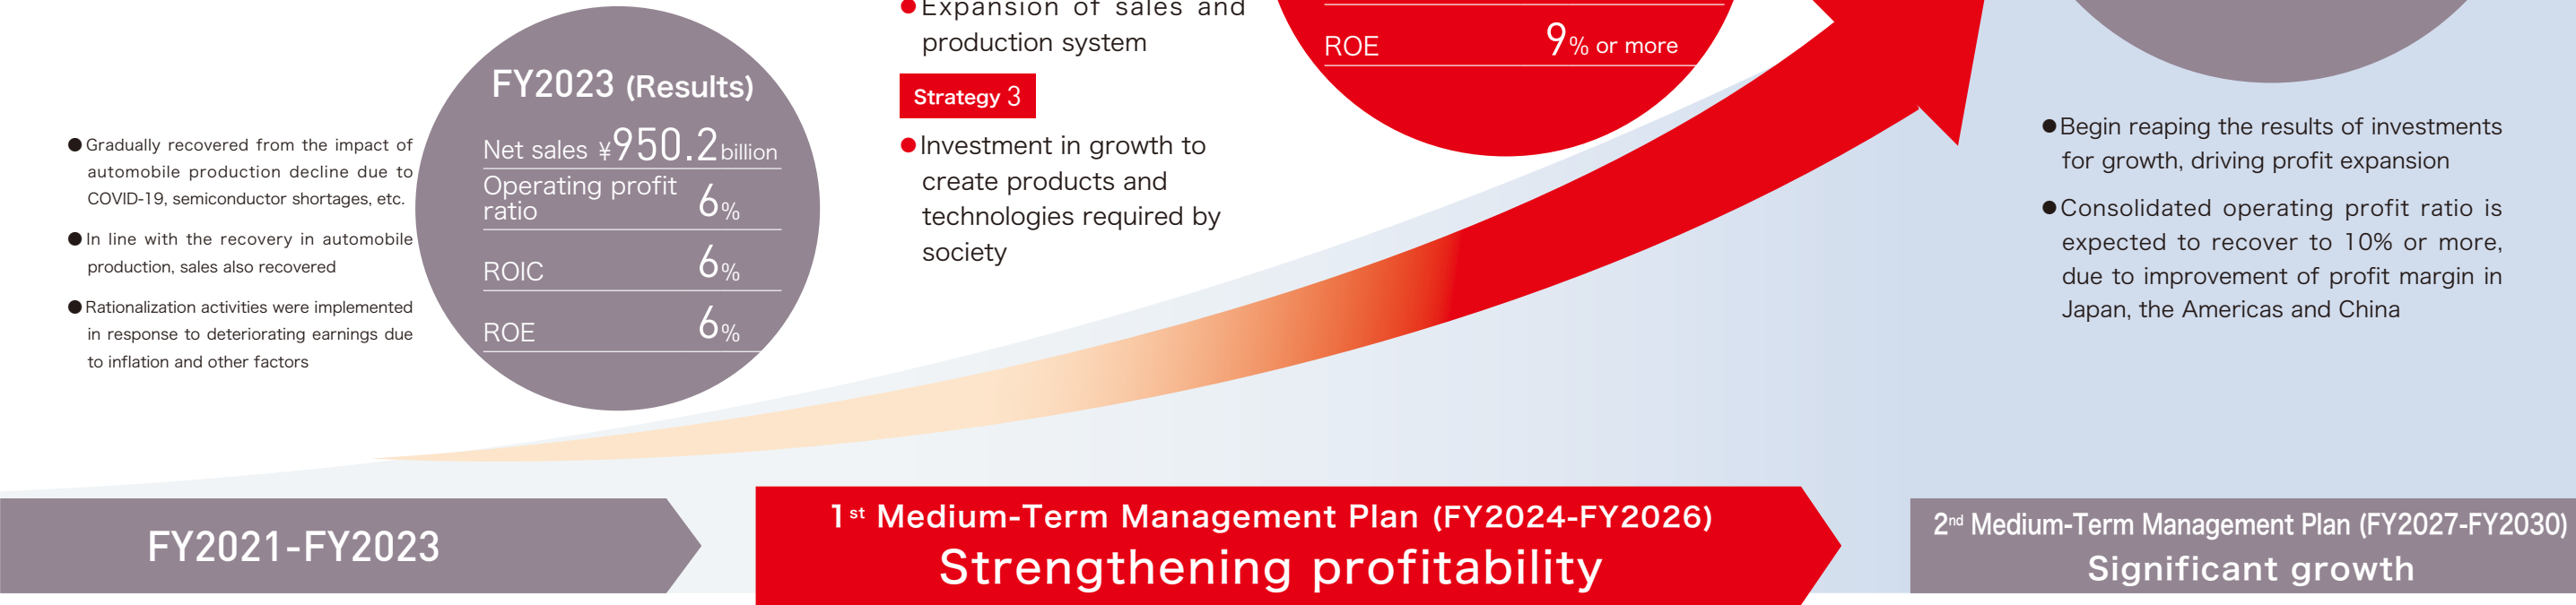 ● Gradually recovered from the impact of
automobile production decline due to
COVID-19, semiconductor shortages, etc.
● In line with the recovery in automobile
production, sales also recovered
● Rationalization activities were implemented
in response to deteriorating earnings due
to inflation and other factors
FY2023 (Results)
Net sales ¥950.2 billion
Operating profit
ratio 6%
ROIC 6%
ROE 6%
● Expansion of sales and
production system
Strategy 3
● Investment in growth to
create products and
technologies required by
society
ROE 9% or more
● Begin reaping the results of investments
for growth, driving profit expansion
● Consolidated operating profit ratio is
expected to recover to 10% or more,
due to improvement of profit margin in
Japan, the Americas and China
FY2021-FY2023
1st Medium-Term Management Plan (FY2024-FY2026)
Strengthening profitability
2nd Medium-Term Management Plan (FY2027-FY2030)
Significant growth